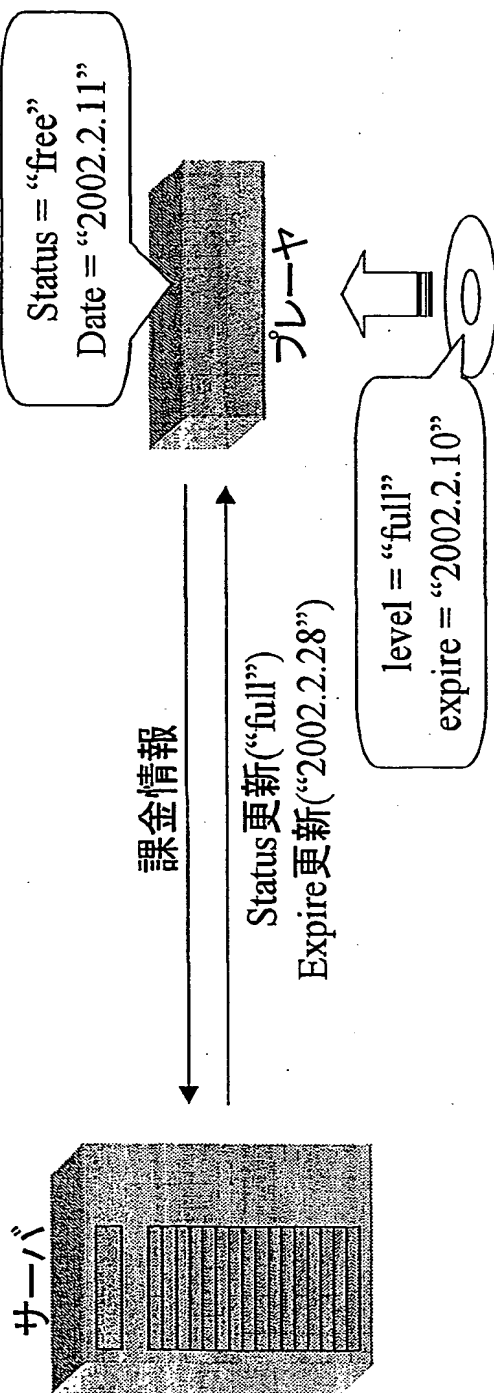 サーバ
課金情報
Status更新(“full”)
Expire更新(“2002.2.28”)
Status = “free”
Date = “2002.2.11”
プレーヤ
level = “full”
expire = “2002.2.10”